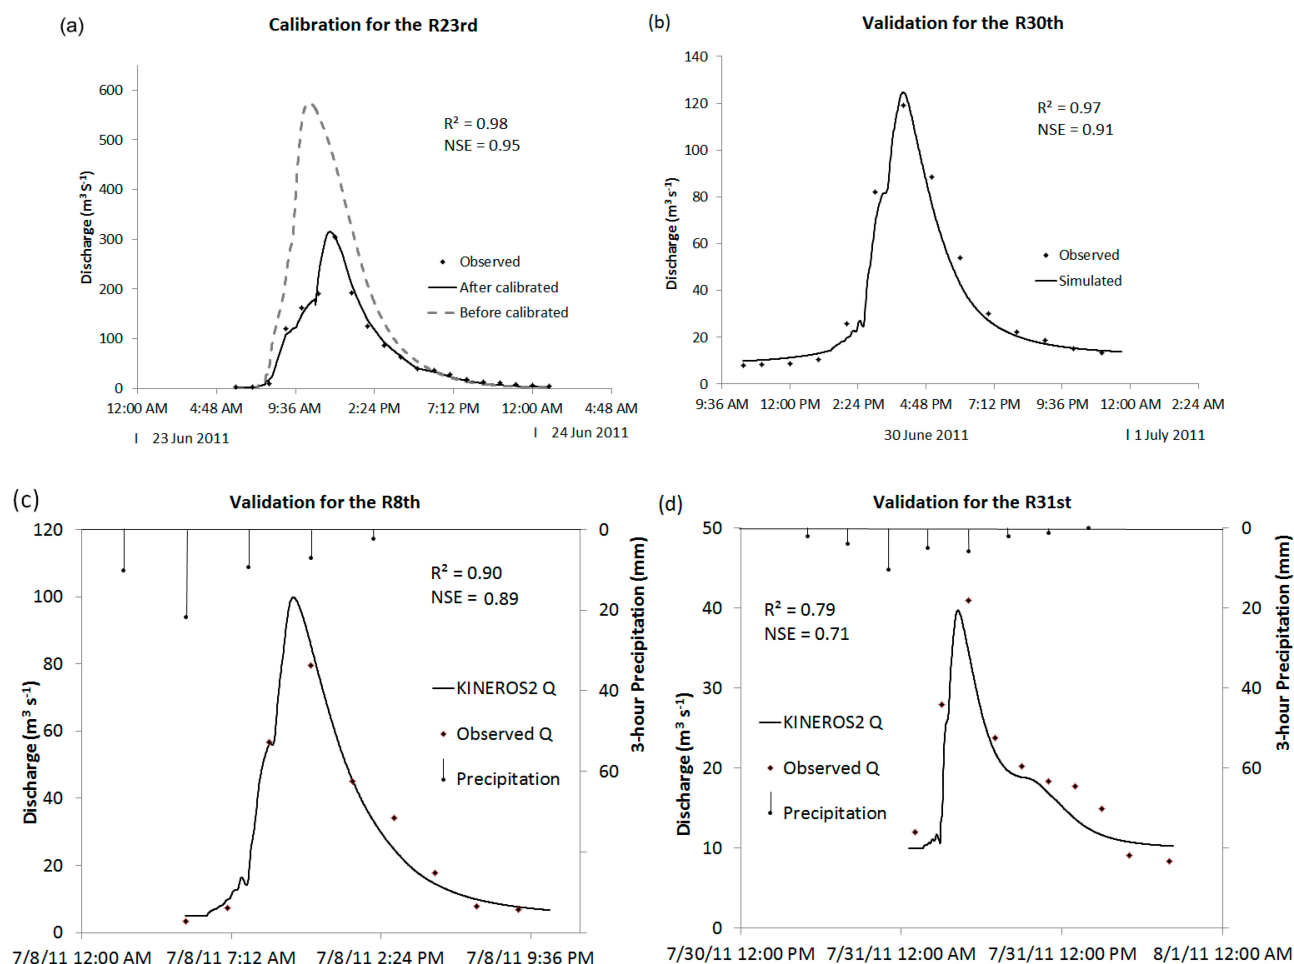 (a)
Calibration for the R23rd
600
500
400
300
200
100
0
Discharge (m³ s⁻¹)
R² = 0.98
NSE = 0.95
Observed
After calibrated
Before calibrated
12:00 AM 4:48 AM 9:36 AM 2:24 PM 7:12 PM 12:00 AM 4:48 AM
23 Jun 2011 24 Jun 2011
(b)
Validation for the R30th
140
120
100
80
60
40
20
0
Discharge (m³ s⁻¹)
R² = 0.97
NSE = 0.91
Observed
Simulated
9:36 AM 12:00 PM 2:24 PM 4:48 PM 7:12 PM 9:36 PM 12:00 AM 2:24 AM
30 June 2011 1 July 2011
(c)
Validation for the R8th
120
100
80
60
40
20
0
Discharge (m³ s⁻¹)
R² = 0.90
NSE = 0.89
KINEROS2 Q
Observed Q
Precipitation
0
20
40
60
3-hour Precipitation (mm)
7/8/11 12:00 AM 7/8/11 7:12 AM 7/8/11 2:24 PM 7/8/11 9:36 PM
(d)
Validation for the R31st
50
40
30
20
10
0
Discharge (m³ s⁻¹)
R² = 0.79
NSE = 0.71
KINEROS2 Q
Observed Q
Precipitation
0
20
40
60
3-hour Precipitation (mm)
7/30/11 12:00 PM 7/31/11 12:00 AM 7/31/11 12:00 PM 8/1/11 12:00 AM